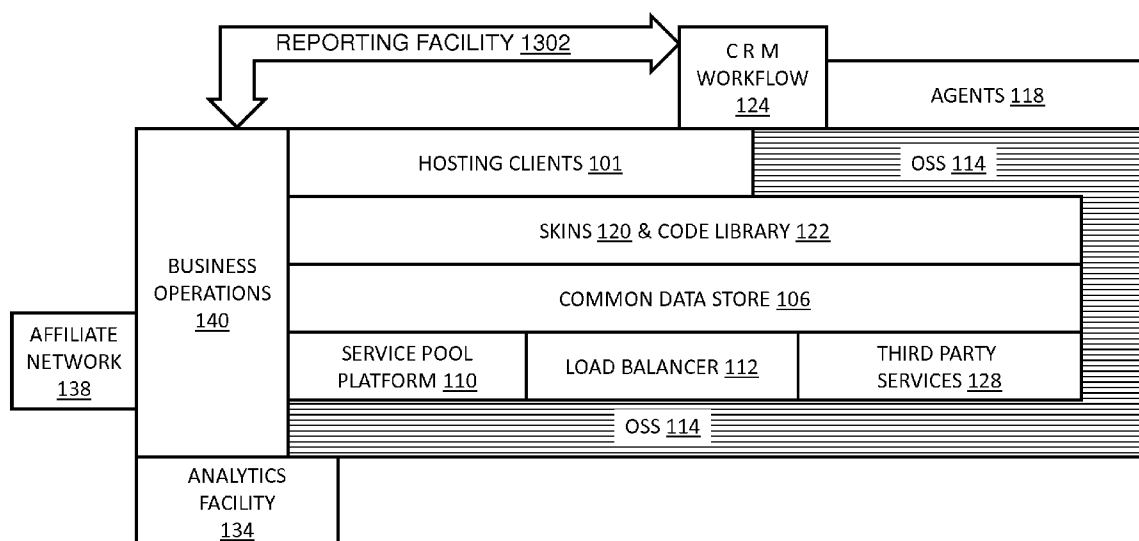 REPORTING FACILITY 1302
C R M
WORKFLOW
124
AGENTS 118
HOSTING CLIENTS 101
OSS 114
SKINS 120 & CODE LIBRARY 122
BUSINESS
OPERATIONS
140
COMMON DATA STORE 106
AFFILIATE
NETWORK
138
SERVICE POOL
PLATFORM 110
LOAD BALANCER 112
THIRD PARTY
SERVICES 128
OSS 114
ANALYTICS
FACILITY
134